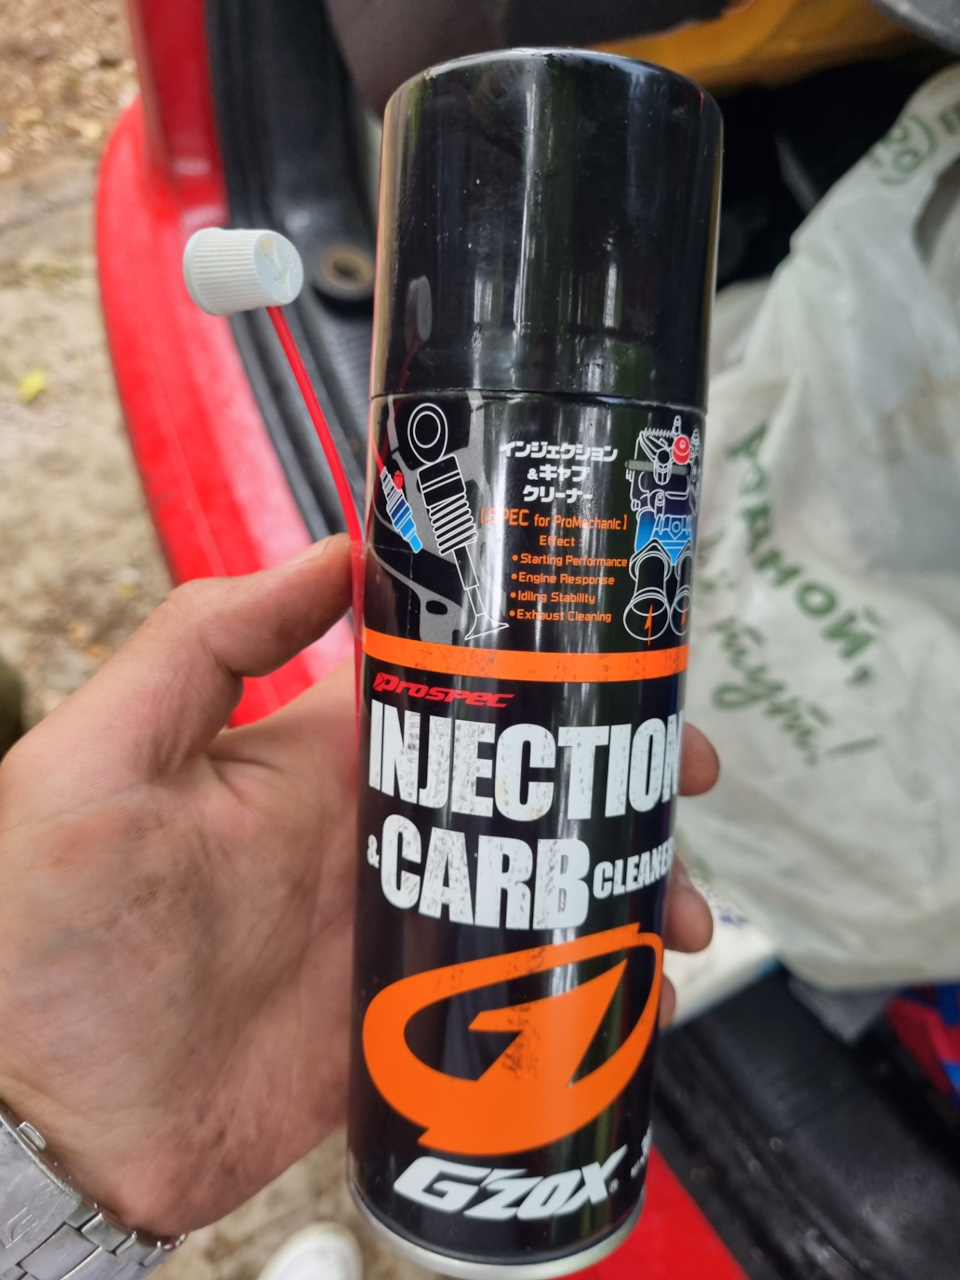 インジェクション
&キャブ
クリーナー
[SPEC for ProMechanic]
Effect :
• Starting Performance
• Engine Response
• Idling Stability
• Exhaust Cleaning
Prospec
INJECTION
& CARB CLEANER
G'ZOX®
домой,